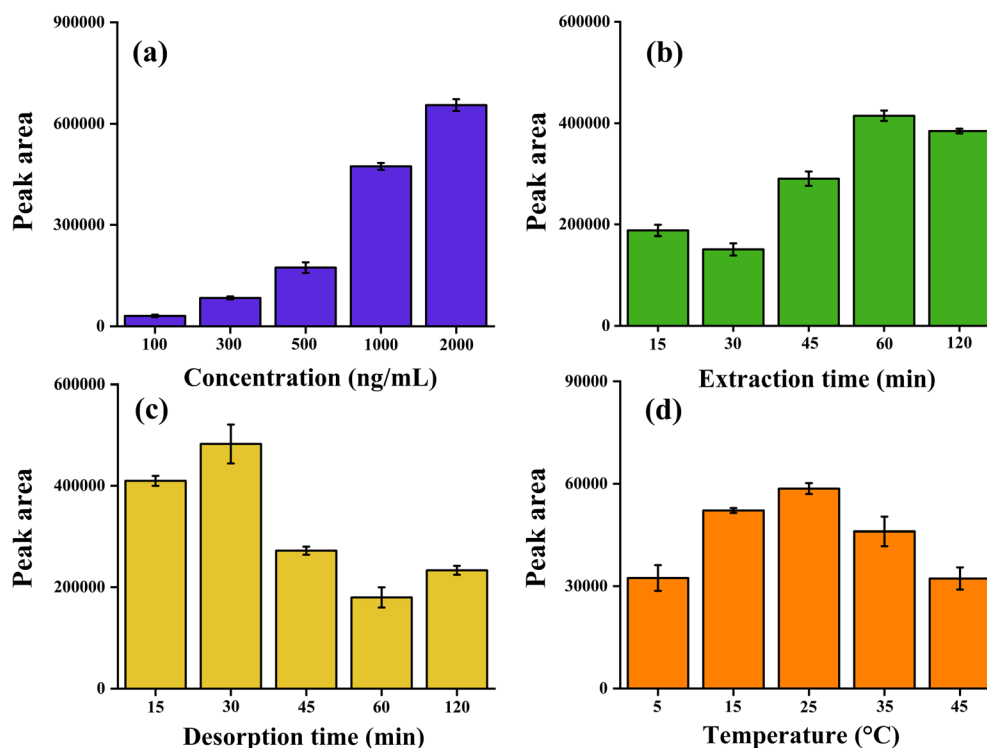 (a)
Peak area
900000
600000
300000
0
100 300 500 1000 2000
Concentration (ng/mL)
(b)
Peak area
600000
400000
200000
0
15 30 45 60 120
Extraction time (min)
(c)
Peak area
600000
400000
200000
0
15 30 45 60 120
Desorption time (min)
(d)
Peak area
90000
60000
30000
0
5 15 25 35 45
Temperature (°C)